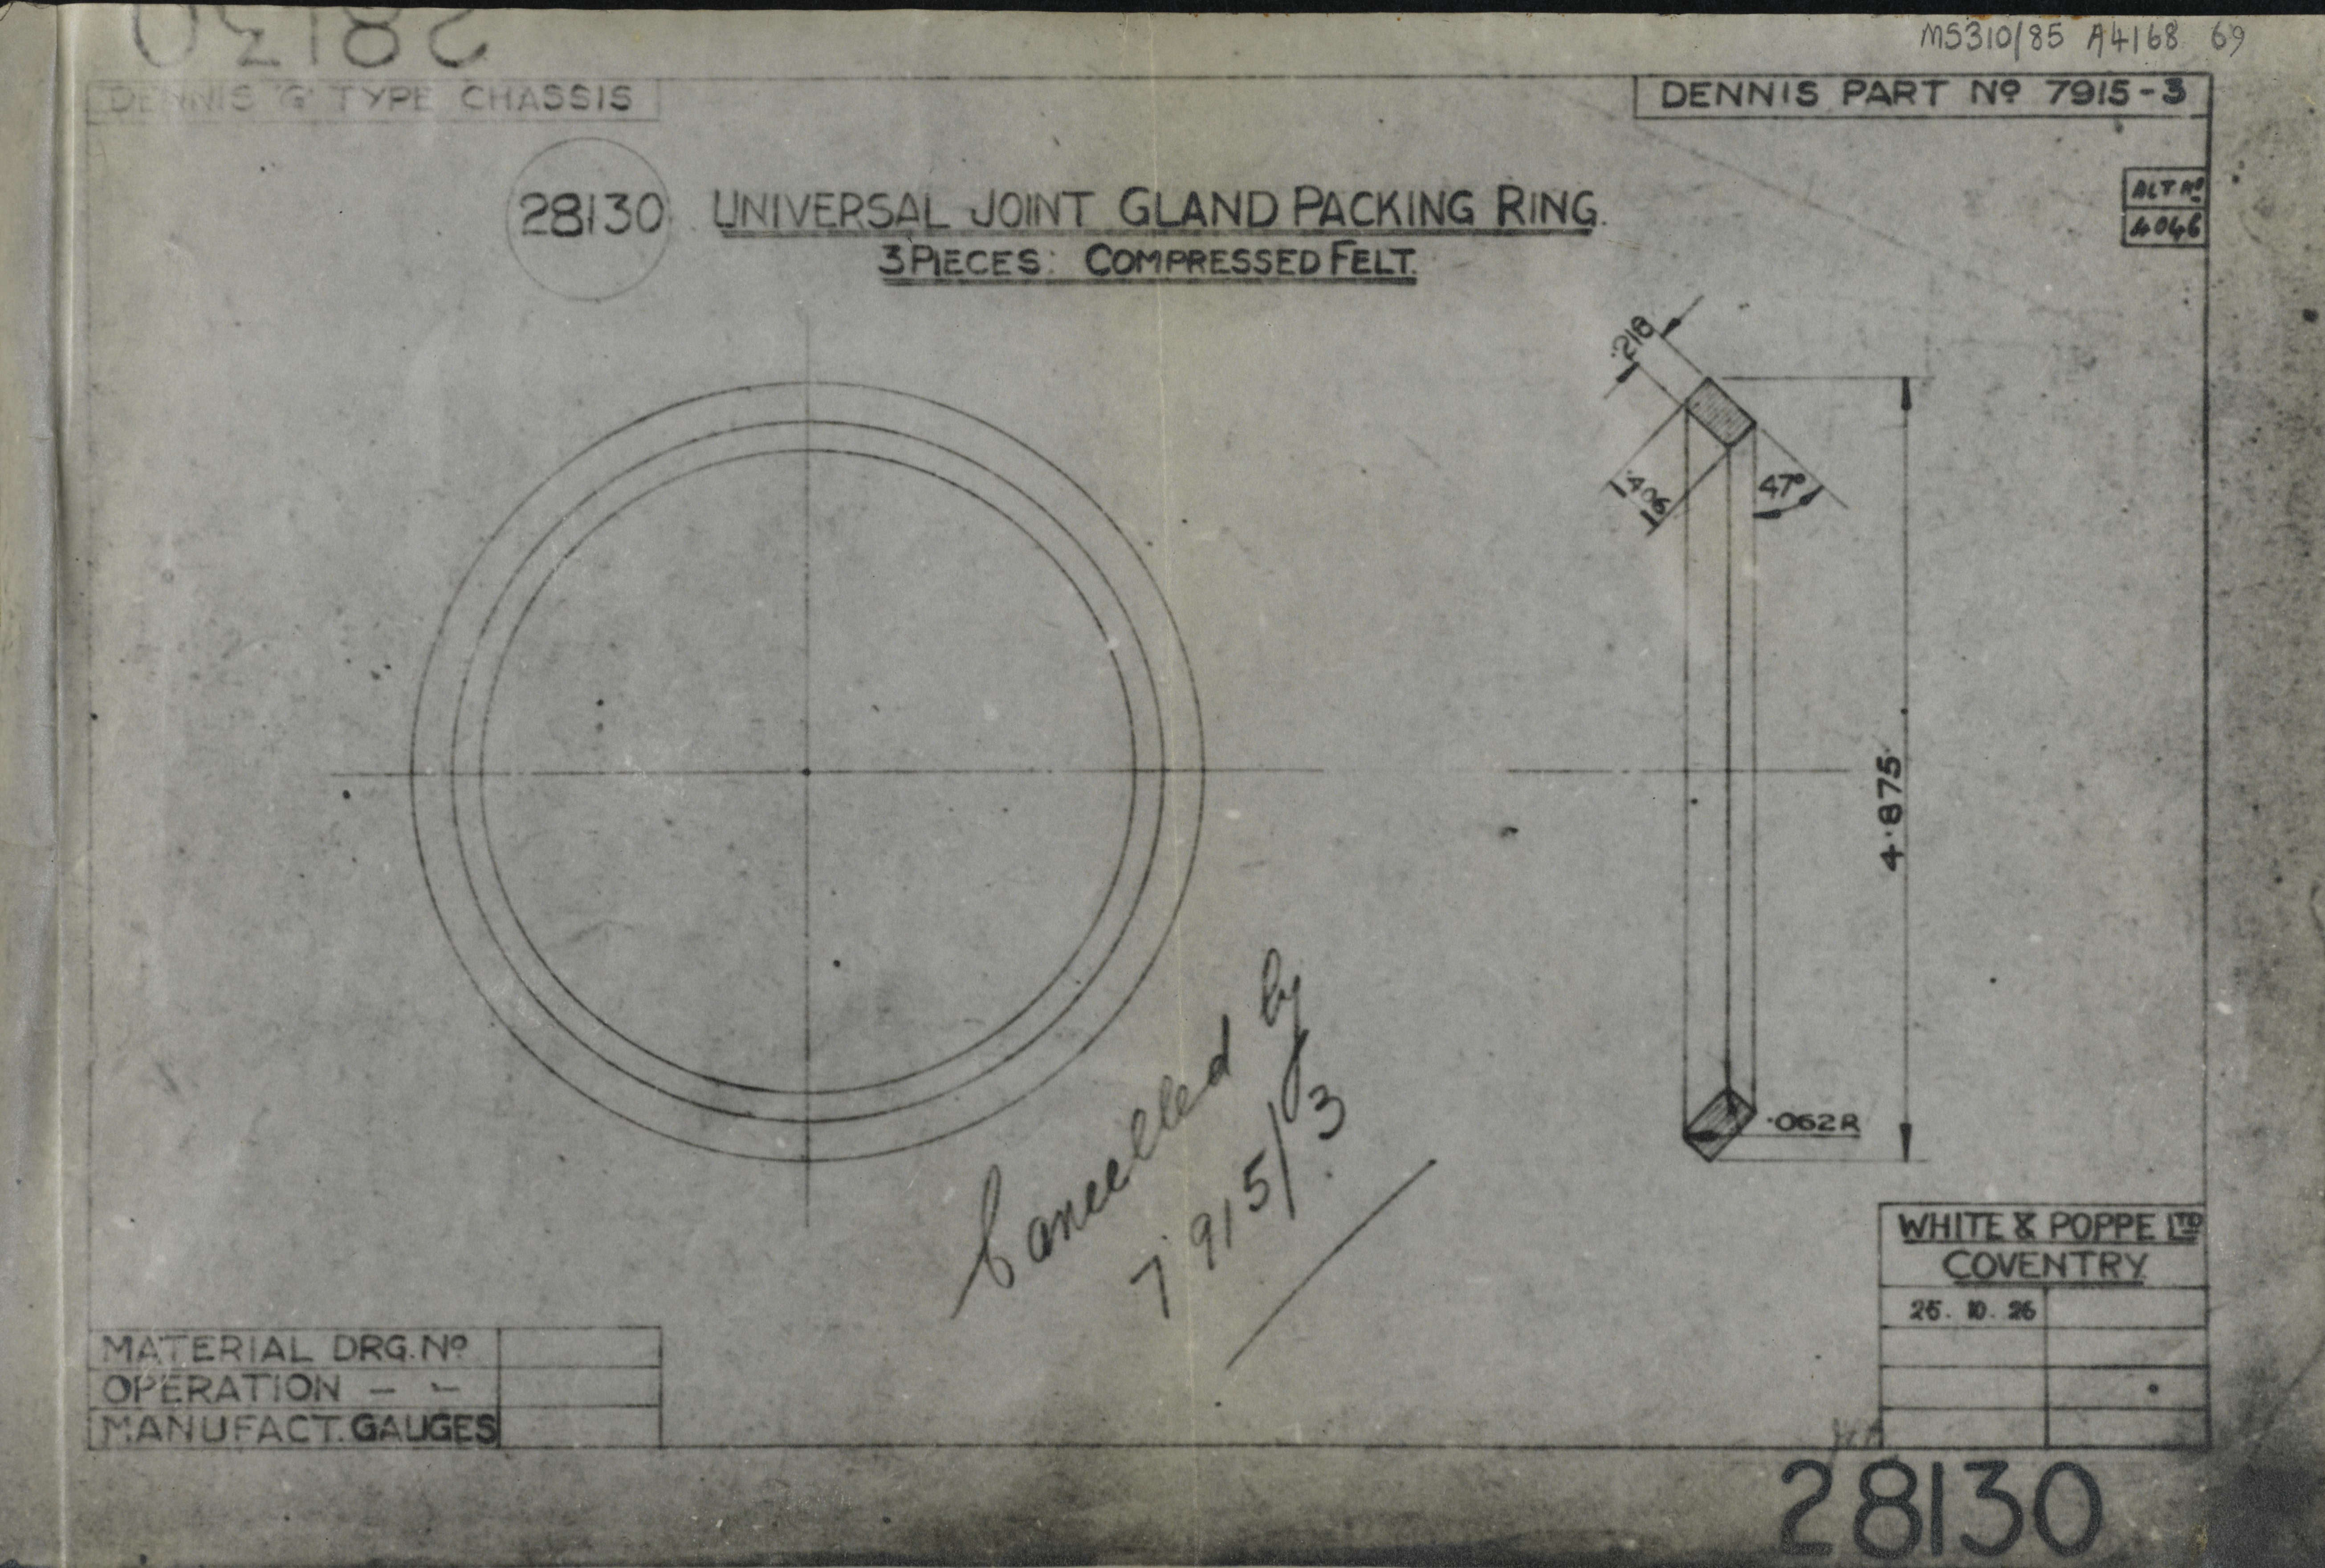 28130
MS310/85 A4168 69
DENNIS 'G' TYPE CHASSIS
DENNIS PART Nº 7915-3
ALT Nº
4046
28130 UNIVERSAL JOINT GLAND PACKING RING.
3 PIECES: COMPRESSED FELT.
.218
.406
47°
4.875
.062R
Cancelled by
7915/3
WHITE & POPPE LTD
COVENTRY
25.10.26
MATERIAL DRG. Nº
OPERATION - -
MANUFACT. GAUGES
28130